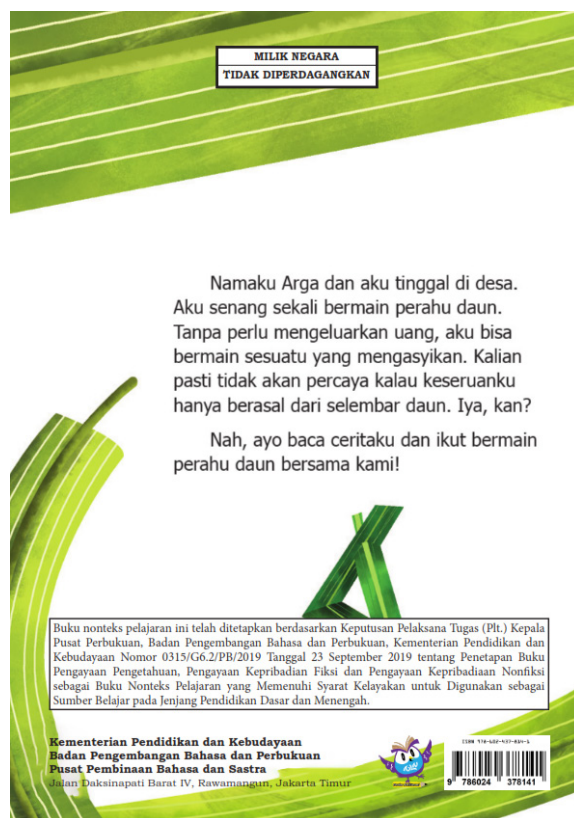 MILIK NEGARA
TIDAK DIPERDAGANGKAN
Namaku Arga dan aku tinggal di desa.
Aku senang sekali bermain perahu daun.
Tanpa perlu mengeluarkan uang, aku bisa
bermain sesuatu yang mengasyikan. Kalian
pasti tidak akan percaya kalau keseruanku
hanya berasal dari selembar daun. Iya, kan?
Nah, ayo baca ceritaku dan ikut bermain
perahu daun bersama kami!
Buku nonteks pelajaran ini telah ditetapkan berdasarkan Keputusan Pelaksana Tugas (Plt.) Kepala
Pusat Perbukuan, Badan Pengembangan Bahasa dan Perbukuan, Kementerian Pendidikan dan
Kebudayaan Nomor 0315/G6.2/PB/2019 Tanggal 23 September 2019 tentang Penetapan Buku
Pengayaan Pengetahuan, Pengayaan Kepribadian Fiksi dan Pengayaan Kepribadiaan Nonfiksi
sebagai Buku Nonteks Pelajaran yang Memenuhi Syarat Kelayakan untuk Digunakan sebagai
Sumber Belajar pada Jenjang Pendidikan Dasar dan Menengah.
Kementerian Pendidikan dan Kebudayaan
Badan Pengembangan Bahasa dan Perbukuan
Pusat Pembinaan Bahasa dan Sastra
Jalan Daksinapati Barat IV, Rawamangun, Jakarta Timur
ISBN
9 786024 378141